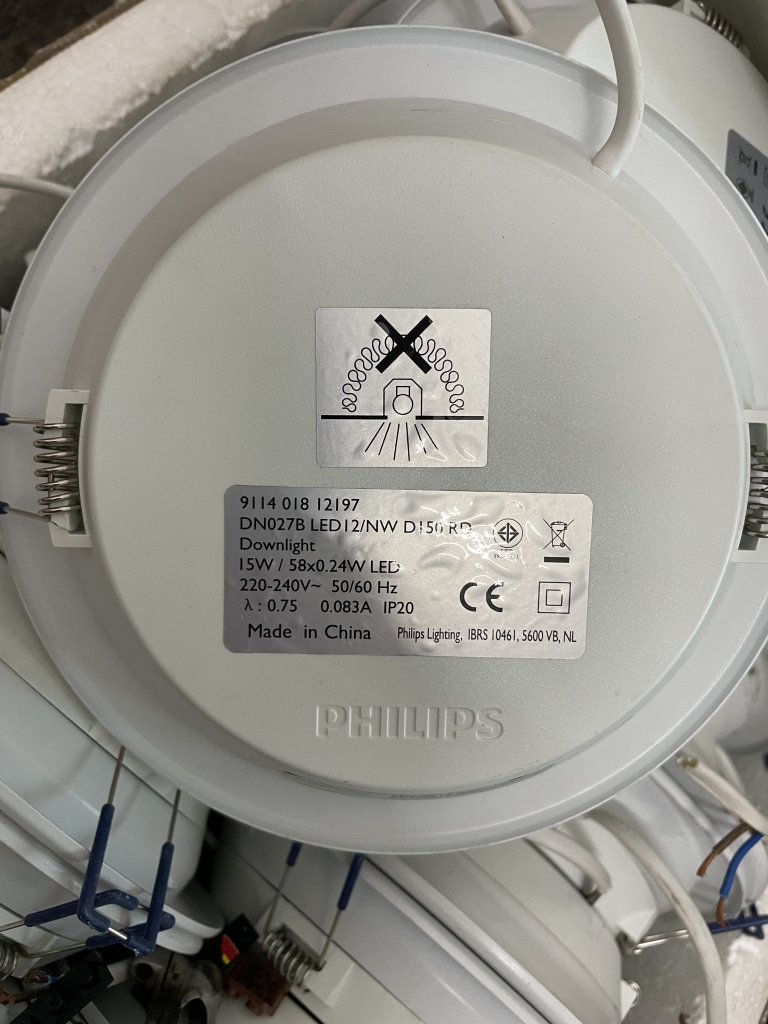 9114 018 12197
DN027B LED12/NW D150 RD
Downlight
15W / 58x0.24W LED
220-240V~ 50/60 Hz
λ : 0.75 0.083A IP20
CE
Made in China Philips Lighting, IBRS 10461, 5600 VB, NL
PHILIPS